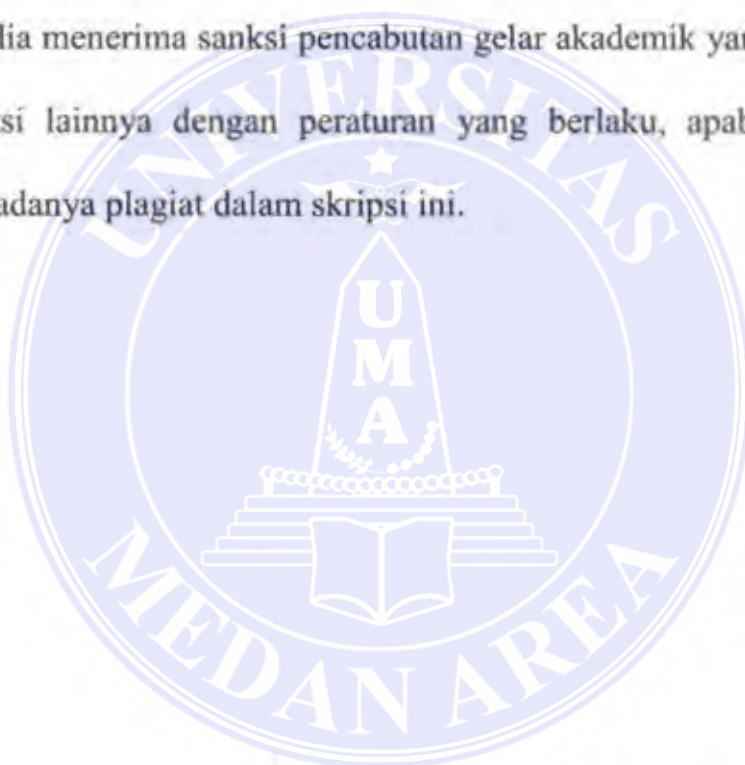 dia menerima sanksi pencabutan gelar akademik yan
si lainnya dengan peraturan yang berlaku, apab
adanya plagiat dalam skripsi ini.
UNIVERSITAS
U
M
A
MEDAN AREA